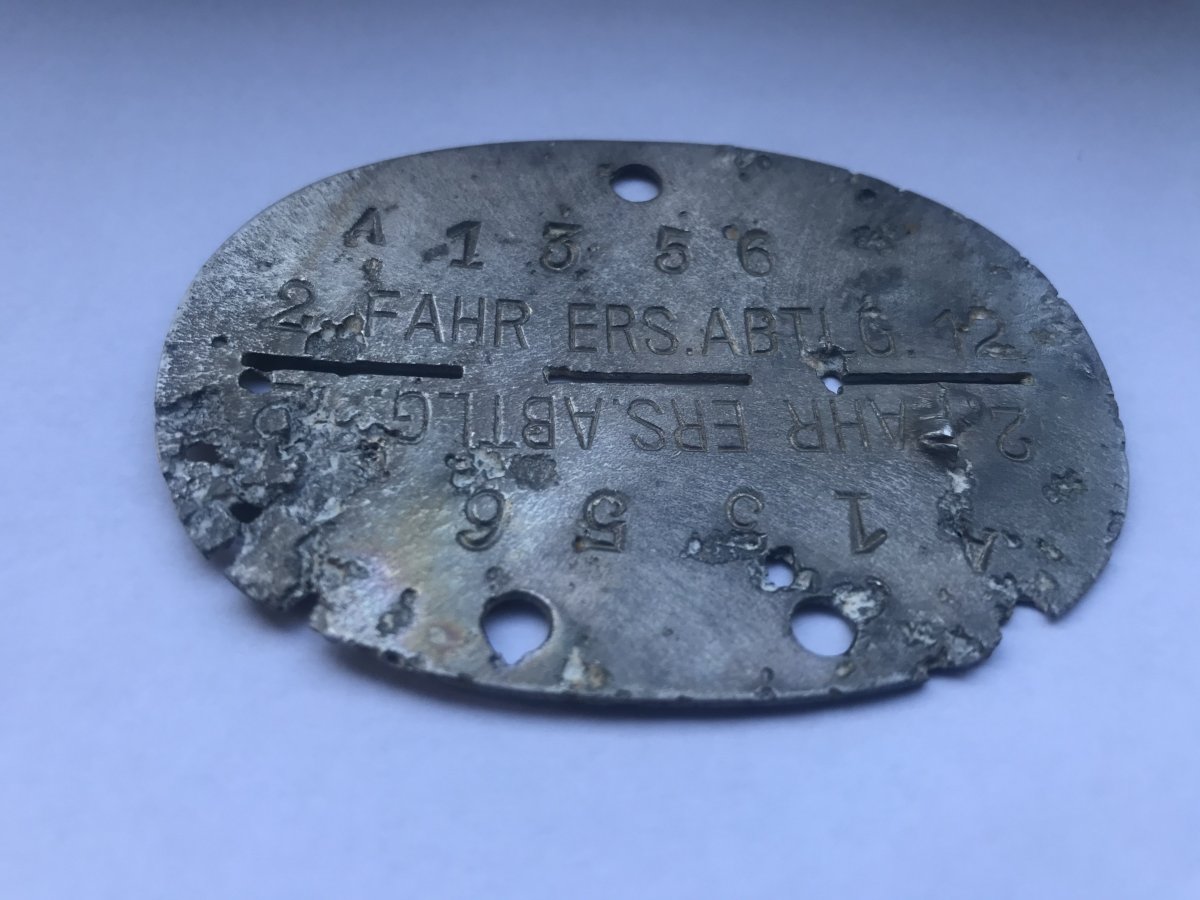 A 1 3 5 6
2. FAHR ERS.ABTLG. 12
2 FAHR ERS.ABTLG.
A 1 3 5 6